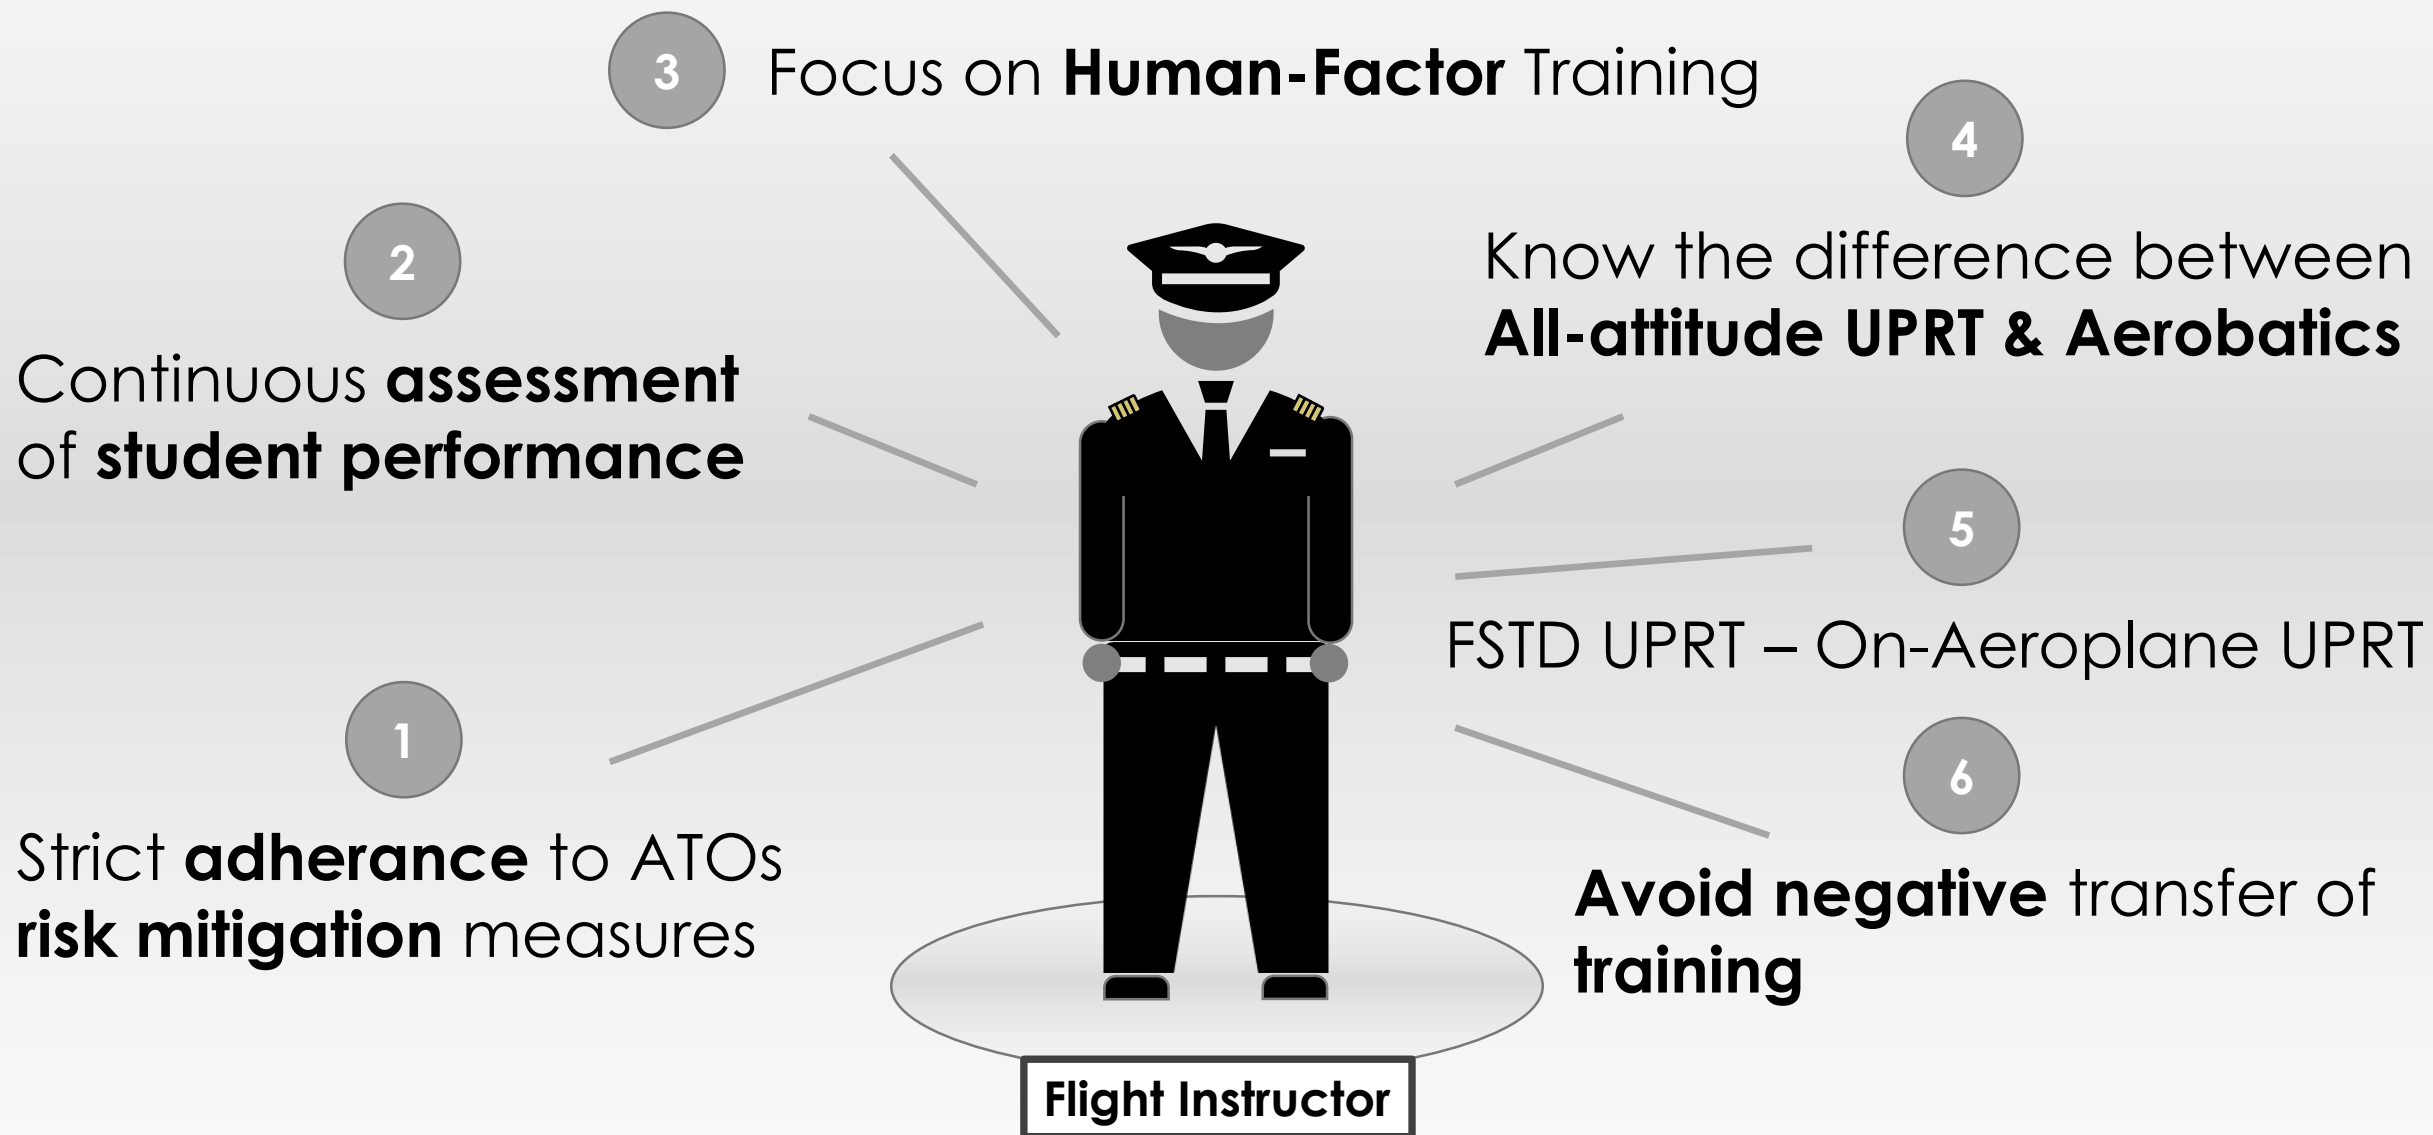 3
Focus on Human-Factor Training
4
Know the difference between
All-attitude UPRT & Aerobatics
2
Continuous assessment
of student performance
5
FSTD UPRT – On-Aeroplane UPRT
1
Strict adherance to ATOs
risk mitigation measures
6
Avoid negative transfer of
training
Flight Instructor